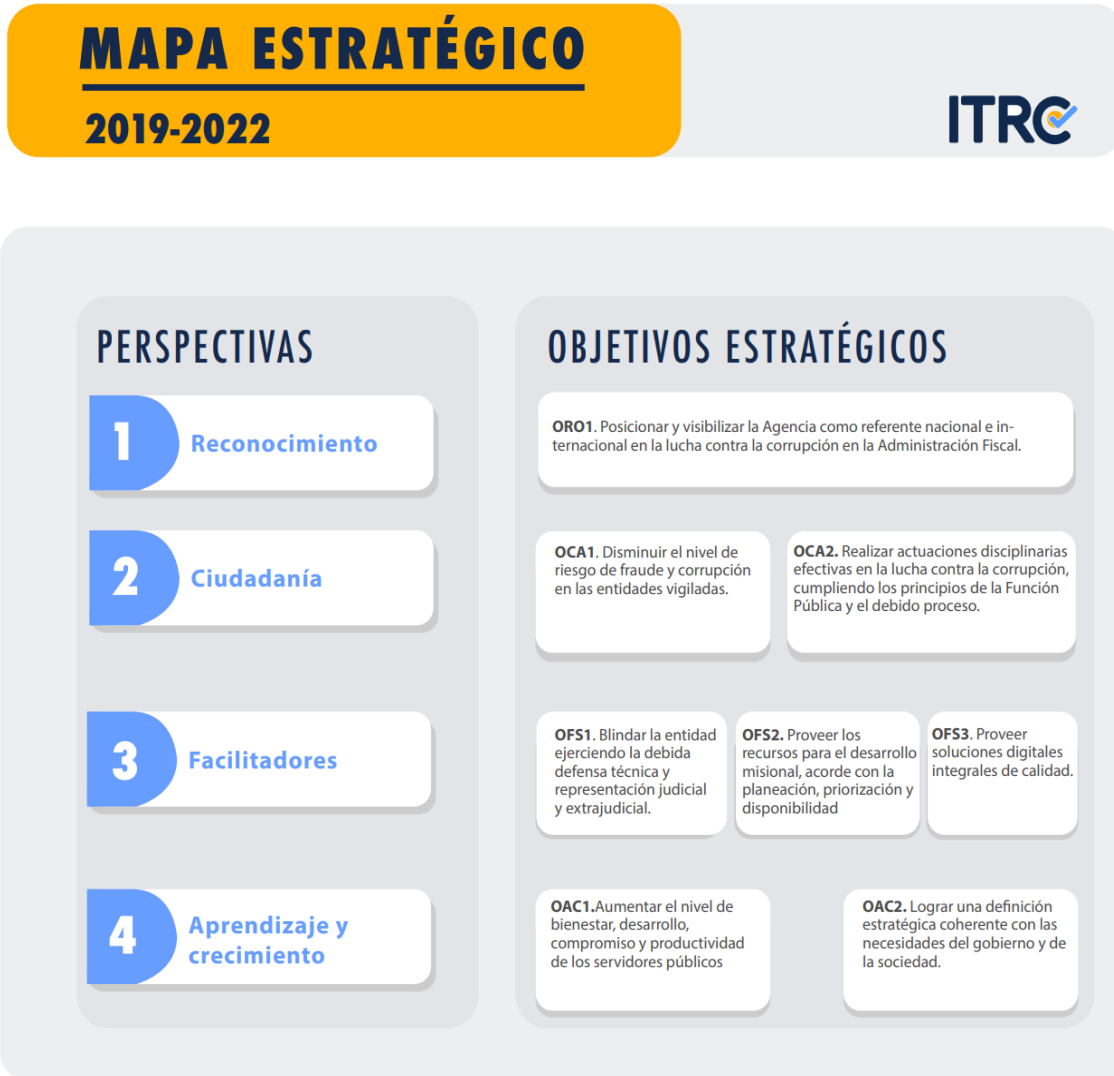 MAPA ESTRATÉGICO
2019-2022
ITRC
PERSPECTIVAS
OBJETIVOS ESTRATÉGICOS
1
Reconocimiento
ORO1. Posicionar y visibilizar la Agencia como referente nacional e in-
ternacional en la lucha contra la corrupción en la Administración Fiscal.
2
Ciudadanía
OCA1. Disminuir el nivel de
riesgo de fraude y corrupción
en las entidades vigiladas.
OCA2. Realizar actuaciones disciplinarias
efectivas en la lucha contra la corrupción,
cumpliendo los principios de la Función
Pública y el debido proceso.
3
Facilitadores
OFS1. Blindar la entidad
ejerciendo la debida
defensa técnica y
representación judicial
y extrajudicial.
OFS2. Proveer los
recursos para el desarrollo
misional, acorde con la
planeación, priorización y
disponibilidad
OFS3. Proveer
soluciones digitales
integrales de calidad.
4
Aprendizaje y
crecimiento
OAC1.Aumentar el nivel de
bienestar, desarrollo,
compromiso y productividad
de los servidores públicos
OAC2. Lograr una definición
estratégica coherente con las
necesidades del gobierno y de
la sociedad.